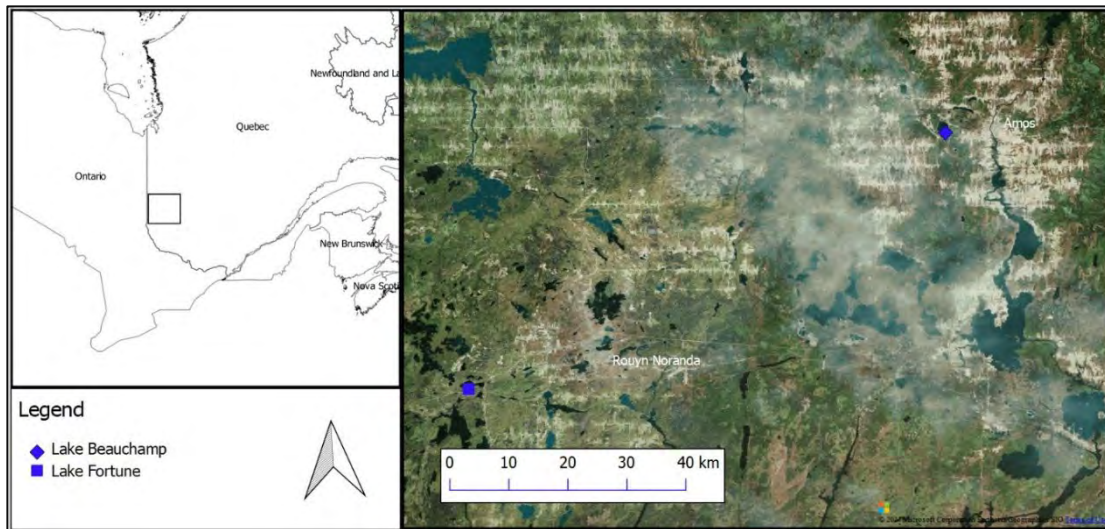 Newfoundland and La
Quebec
Ontario
New Brunswick
Nova Scoti
Legend
Lake Beauchamp
Lake Fortune
Amos
Rouyn Noranda
0 10 20 30 40 km